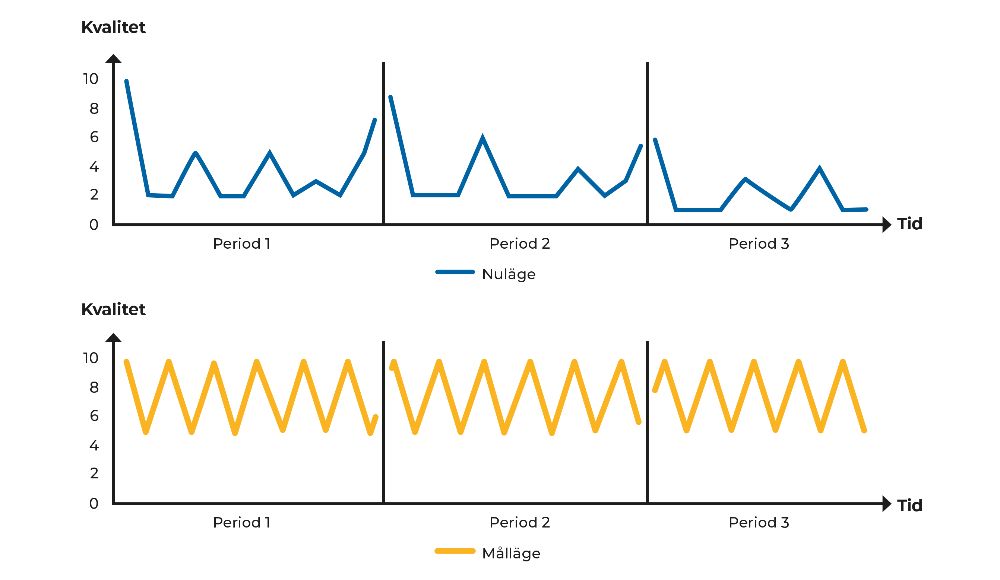 Kvalitet
10
8
6
4
2
0
Tid
Period 1 Period 2 Period 3
Nuläge
Kvalitet
10
8
6
4
2
0
Tid
Period 1 Period 2 Period 3
Målläge